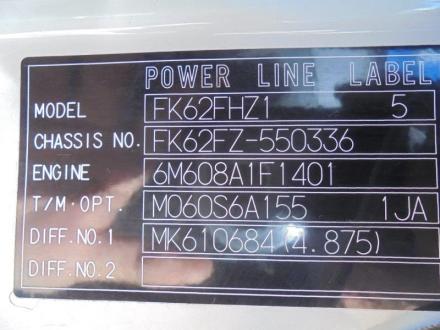 POWER LINE LABEL
MODEL FK62FHZ1 5
CHASSIS NO. FK62FZ-550336
ENGINE 6M608A1F1401
T/M·OPT. M060S6A155 1JA
DIFF.NO.1 MK610684(4.875)
DIFF.NO.2